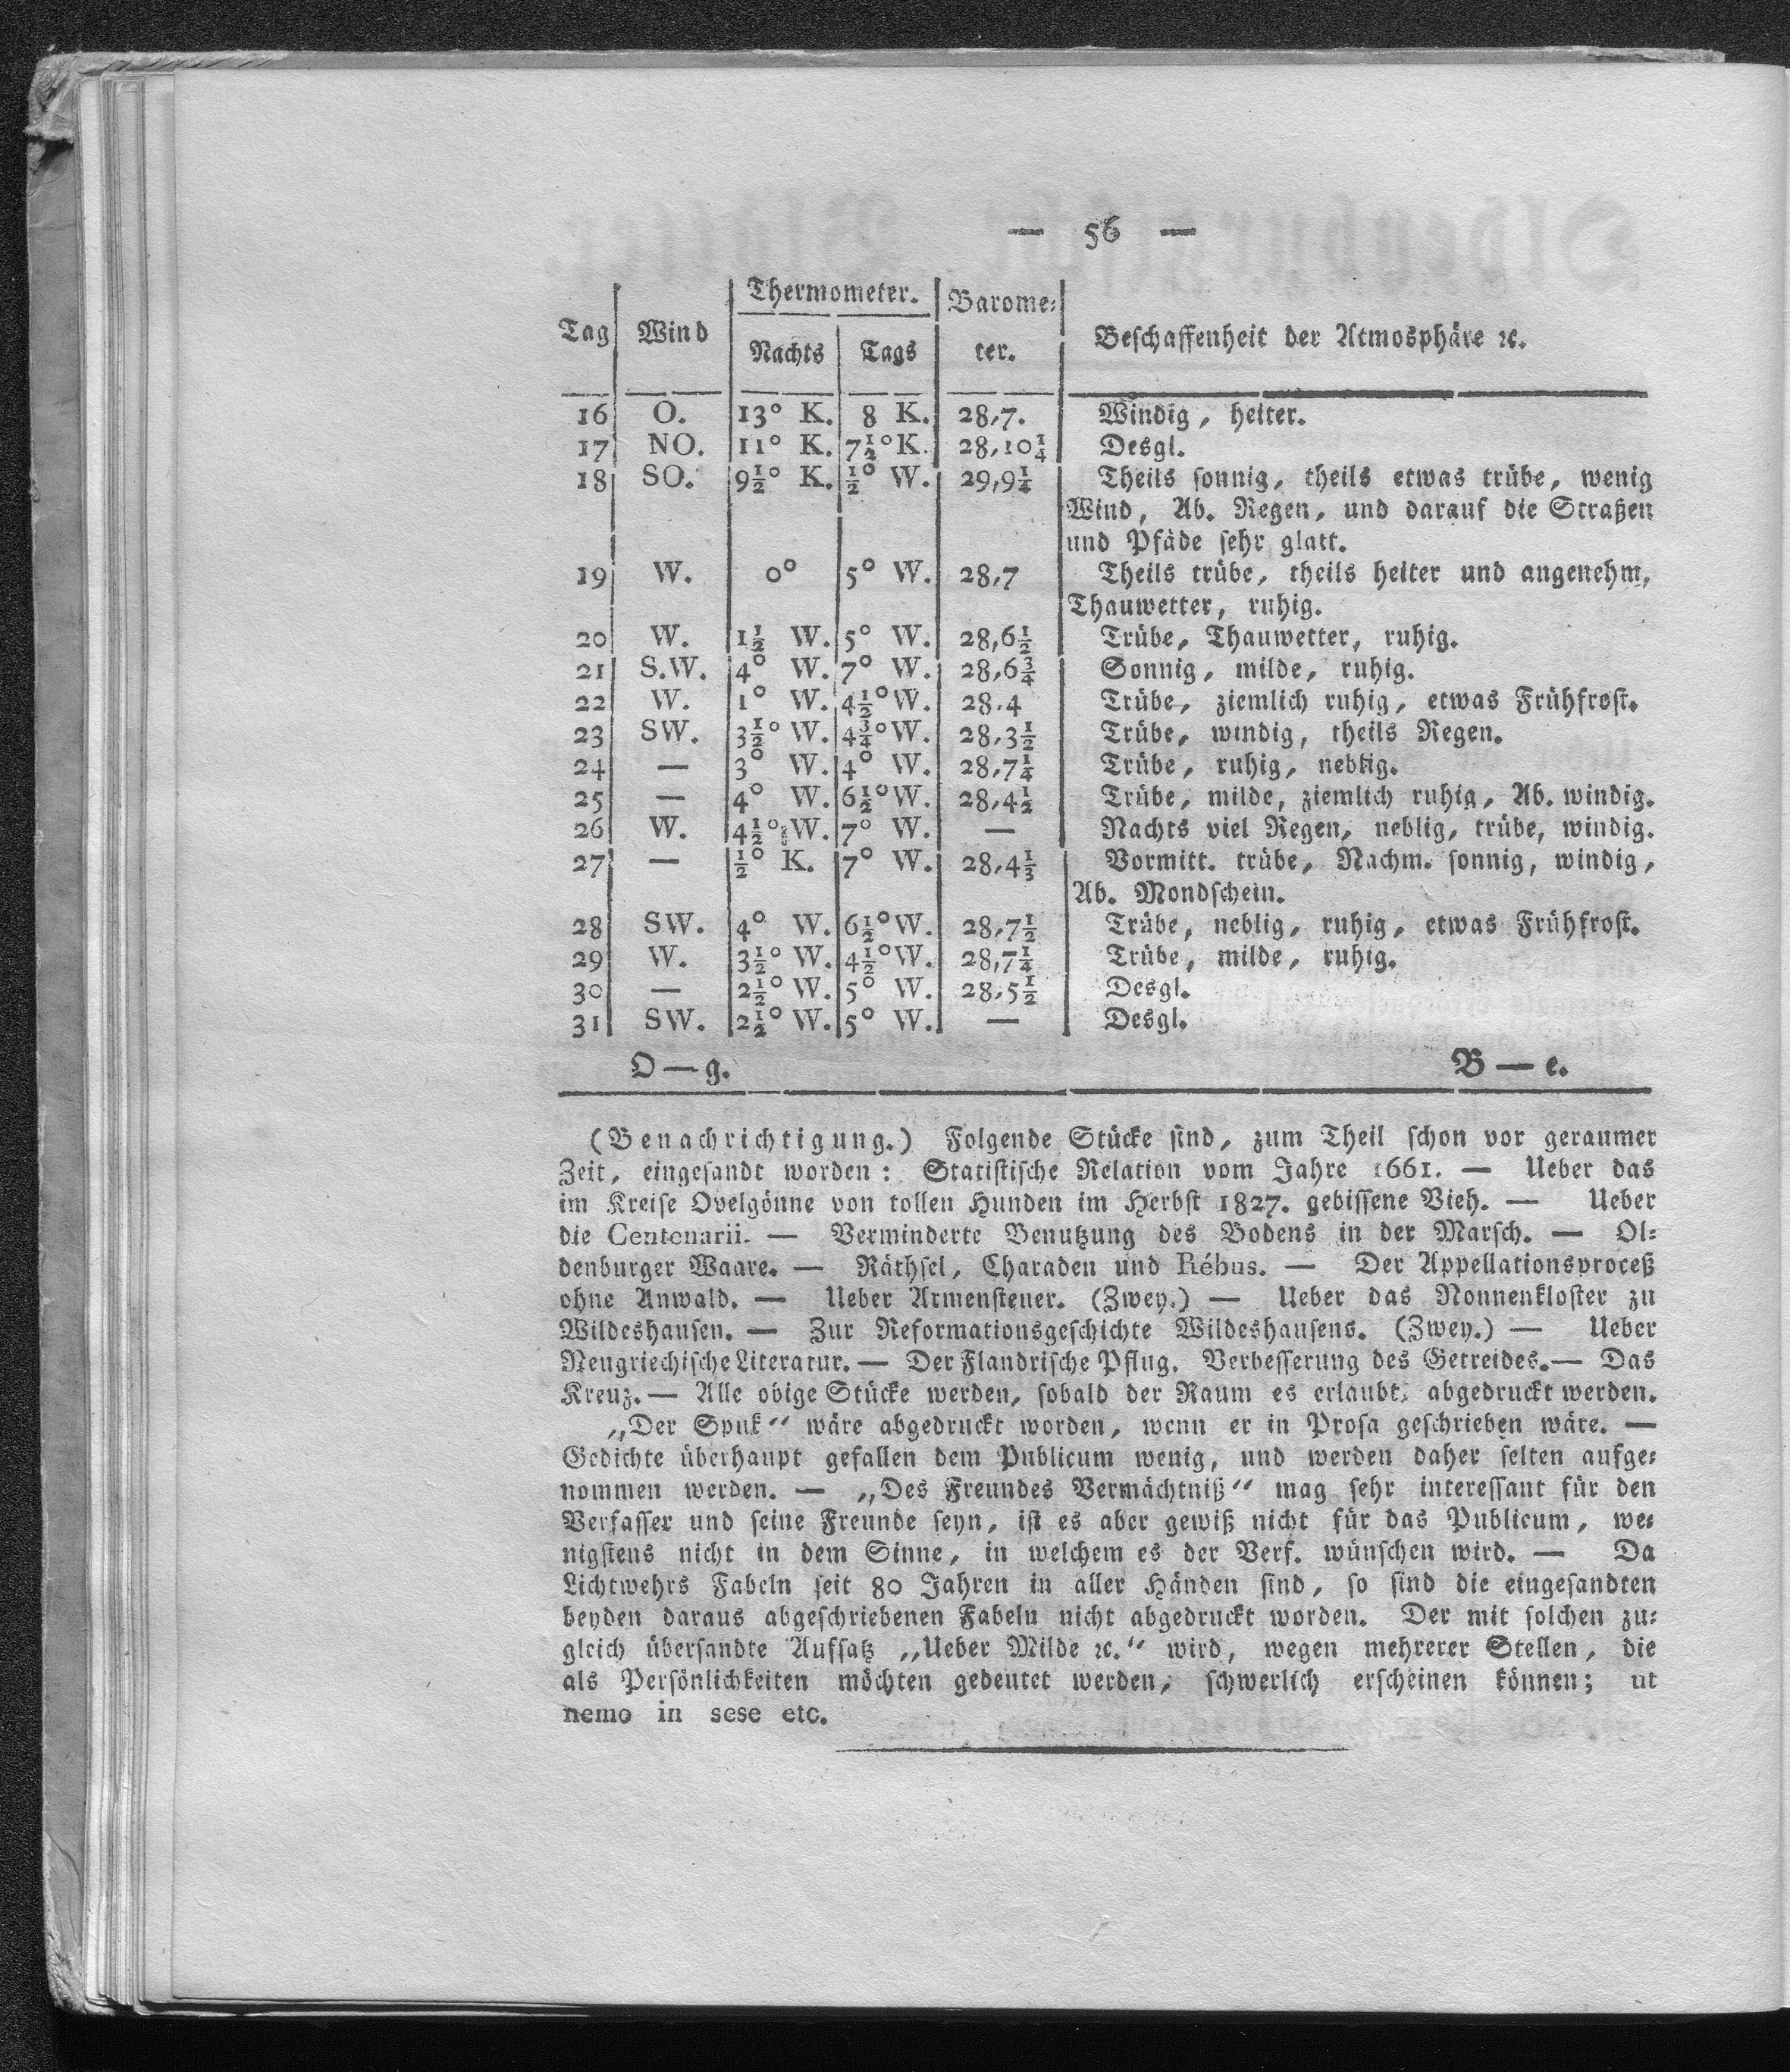 — 56 —
Tag Wind Thermometer. Nachts Tags Barome-ter. Beschaffenheit der Atmosphäre ꝛc.
16 O. 13° K. 8 K. 28,7. Windig, heiter.
17 NO. 11° K. 7½° K. 28,10¼ Desgl.
18 SO. 9½° K. ½° W. 29,9¼ Theils sonnig, theils etwas trübe, wenig
Wind, Ab. Regen, und darauf die Straßen
und Pfäde sehr glatt.
19 W. 0° 5° W. 28,7 Theils trübe, theils heiter und angenehm,
Thauwetter, ruhig.
20 W. 1½ W. 5° W. 28,6½ Trübe, Thauwetter, ruhig.
21 S.W. 4° W. 7° W. 28,6¾ Sonnig, milde, ruhig.
22 W. 1° W. 4½° W. 28.4 Trübe, ziemlich ruhig, etwas Frühfrost.
23 SW. 3½° W. 4¾° W. 28,3½ Trübe, windig, theils Regen.
24 — 3° W. 4° W. 28,7¼ Trübe, ruhig, neblig.
25 — 4° W. 6½° W. 28,4½ Trübe, milde, ziemlich ruhig, Ab. windig.
26 W. 4½° W. 7° W. — Nachts viel Regen, neblig, trübe, windig.
27 — ½° K. 7° W. 28,4⅓ Vormitt. trübe, Nachm. sonnig, windig,
Ab. Mondschein.
28 SW. 4° W. 6½° W. 28,7½ Trübe, neblig, ruhig, etwas Frühfrost.
29 W. 3½° W. 4½° W. 28,7¼ Trübe, milde, ruhig.
30 — 2½° W. 5° W. 28,5½ Desgl.
31 SW. 2½° W. 5° W. — Desgl.
O — g. B — e.
(Benachrichtigung.) Folgende Stücke sind, zum Theil schon vor geraumer
Zeit, eingesandt worden: Statistische Relation vom Jahre 1661. — Ueber das
im Kreise Ovelgönne von tollen Hunden im Herbst 1827. gebissene Vieh. — Ueber
die Centenarii. — Verminderte Benutzung des Bodens in der Marsch. — Ol-
denburger Waare. — Räthsel, Charaden und Rébus. — Der Appellationsproceß
ohne Anwald. — Ueber Armensteuer. (Zwey.) — Ueber das Nonnenkloster zu
Wildeshausen. — Zur Reformationsgeschichte Wildeshausens. (Zwey.) — Ueber
Neugriechische Literatur. — Der Flandrische Pflug. Verbesserung des Getreides. — Das
Kreuz. — Alle obige Stücke werden, sobald der Raum es erlaubt, abgedruckt werden.
„Der Spuk“ wäre abgedruckt worden, wenn er in Prosa geschrieben wäre. —
Gedichte überhaupt gefallen dem Publicum wenig, und werden daher selten aufge-
nommen werden. — „Des Freundes Vermächtniß“ mag sehr interessant für den
Verfasser und seine Freunde seyn, ist es aber gewiß nicht für das Publicum, we-
nigstens nicht in dem Sinne, in welchem es der Verf. wünschen wird. — Da
Lichtwehrs Fabeln seit 80 Jahren in aller Händen sind, so sind die eingesandten
beyden daraus abgeschriebenen Fabeln nicht abgedruckt worden. Der mit solchen zu-
gleich übersandte Aufsatz „Ueber Milde ꝛc.“ wird, wegen mehrerer Stellen, die
als Persönlichkeiten möchten gedeutet werden, schwerlich erscheinen können; ut
nemo in sese etc.